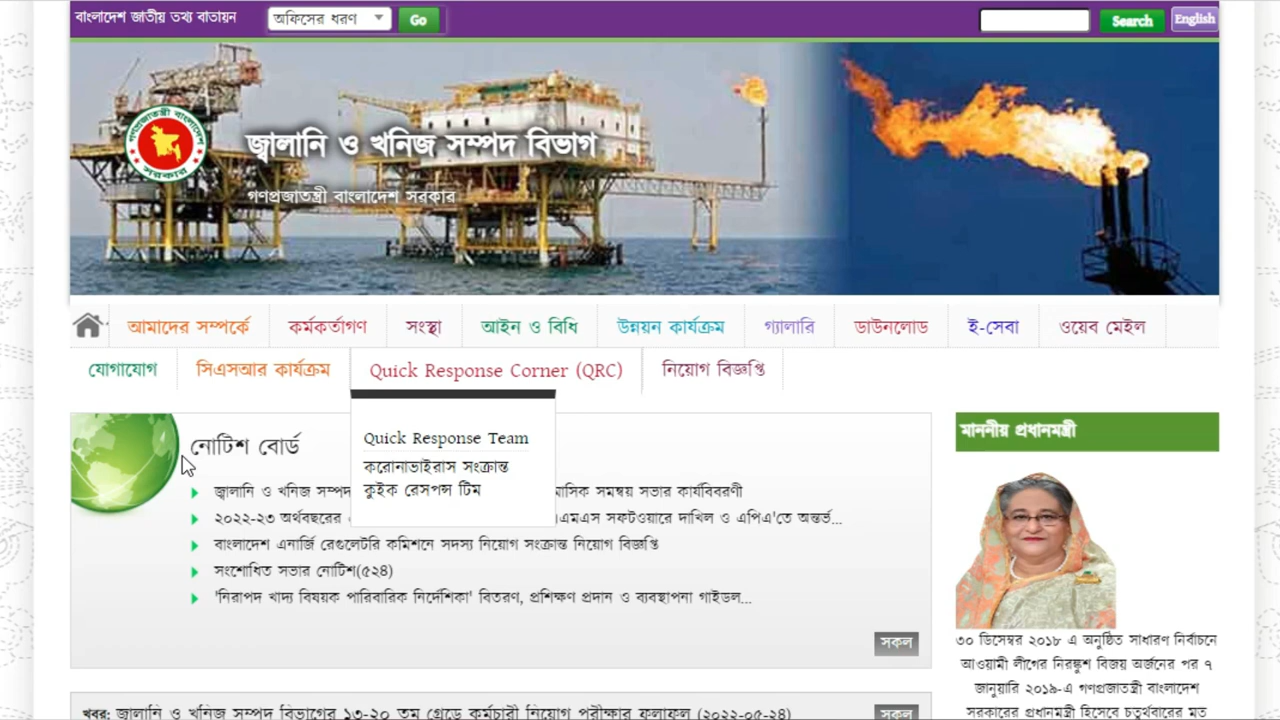 বাংলাদেশ জাতীয় তথ্য বাতায়ন
অফিসের ধরণ
Go
Search
English
গণপ্রজাতন্ত্রী বাংলাদেশ
সরকার
জ্বালানি ও খনিজ সম্পদ বিভাগ
গণপ্রজাতন্ত্রী বাংলাদেশ সরকার
আমাদের সম্পর্কে কর্মকর্তাগণ সংস্থা আইন ও বিধি উন্নয়ন কার্যক্রম গ্যালারি ডাউনলোড ই-সেবা ওয়েব মেইল
যোগাযোগ সিএসআর কার্যক্রম Quick Response Corner (QRC) নিয়োগ বিজ্ঞপ্তি
Quick Response Team
করোনাভাইরাস সংক্রান্ত
কুইক রেসপন্স টিম
নোটিশ বোর্ড
জ্বালানি ও খনিজ সম্পদ মাসিক সমন্বয় সভার কার্যবিবরণী
২০২২-২৩ অর্থবছরের এমএস সফটওয়ারে দাখিল ও এপিএ'তে অন্তর্ভ...
বাংলাদেশ এনার্জি রেগুলেটরি কমিশনে সদস্য নিয়োগ সংক্রান্ত নিয়োগ বিজ্ঞপ্তি
সংশোধিত সভার নোটিশ(৫২৪)
'নিরাপদ খাদ্য বিষয়ক পারিবারিক নির্দেশিকা' বিতরণ, প্রশিক্ষণ প্রদান ও ব্যবস্থাপনা গাইডল...
সকল
খবর: জ্বালানি ও খনিজ সম্পদ বিভাগের ১৩-২০ তম গ্রেডে কর্মচারী নিয়োগ পরীক্ষার ফলাফল (২০২২-০৫-২৪)
সকল
মাননীয় প্রধানমন্ত্রী
৩০ ডিসেম্বর ২০১৮ এ অনুষ্ঠিত সাধারণ নির্বাচনে
আওয়ামী লীগের নিরঙ্কুশ বিজয় অর্জনের পর ৭
জানুয়ারি ২০১৯-এ গণপ্রজাতন্ত্রী বাংলাদেশ
সরকারের প্রধানমন্ত্রী হিসেবে চতুর্থবারের মত